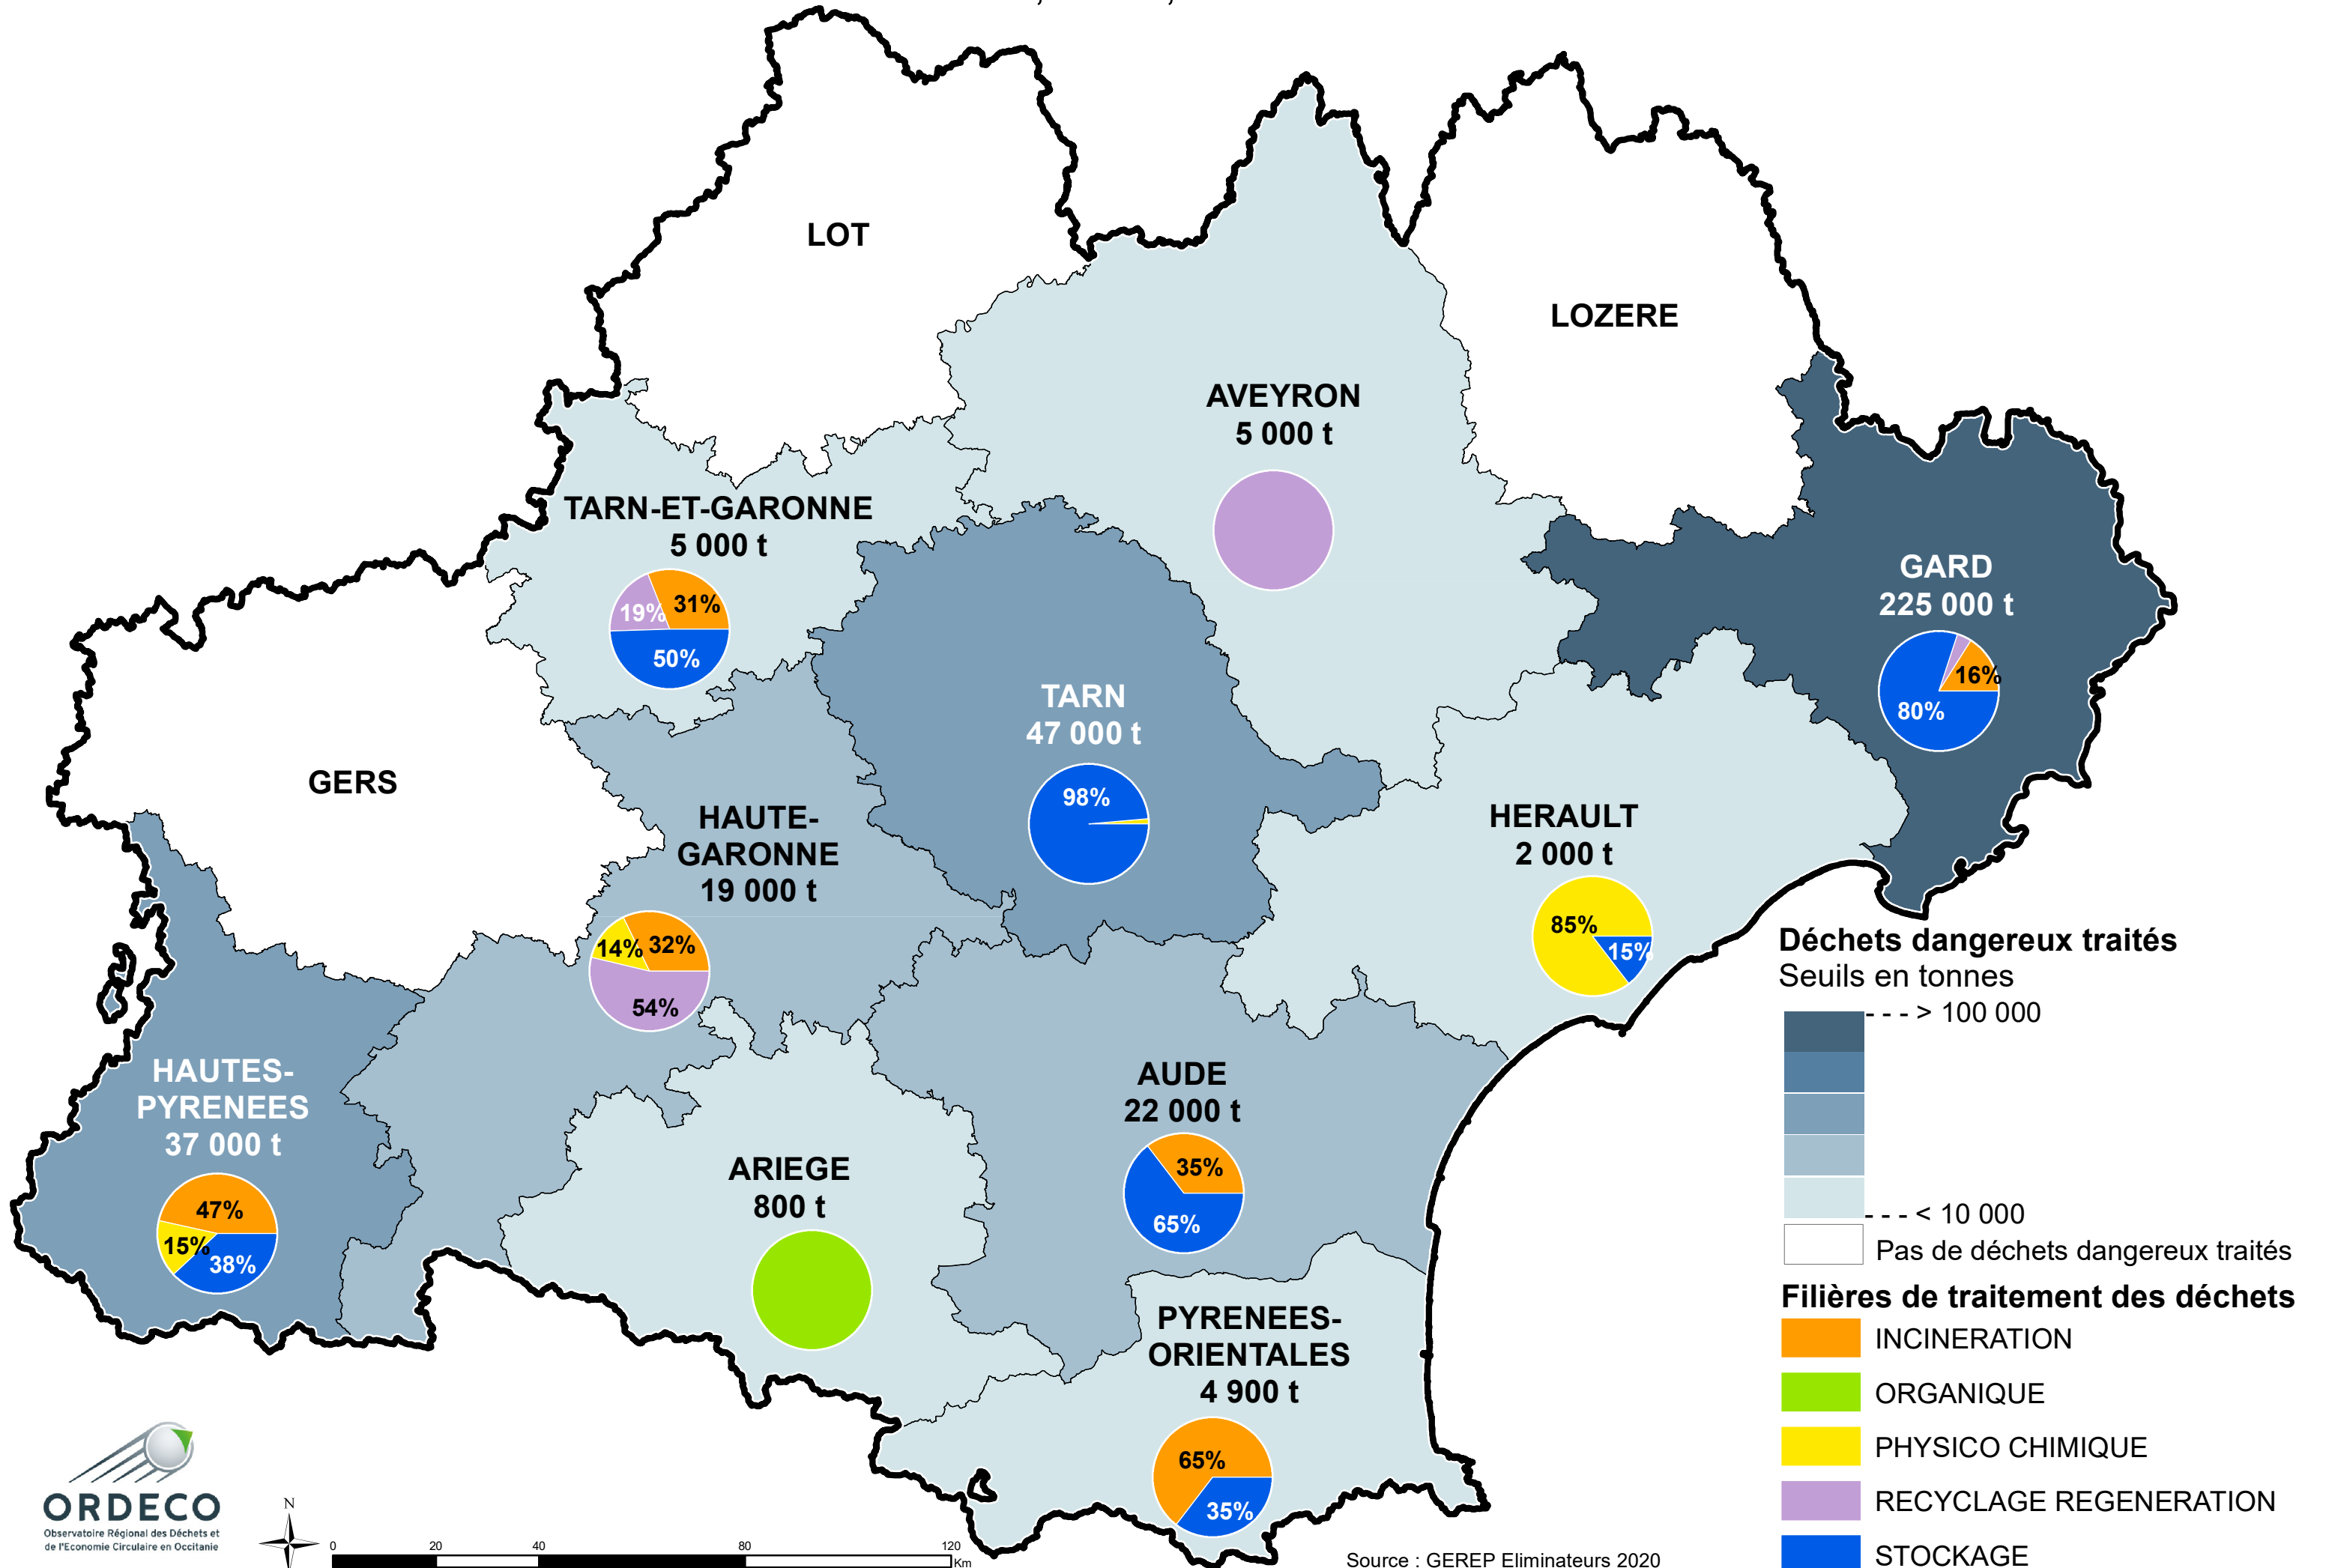 LOT
LOZERE
AVEYRON
5 000 t
TARN-ET-GARONNE
5 000 t
19%
31%
50%
GARD
225 000 t
16%
80%
TARN
47 000 t
98%
GERS
HAUTE-
GARONNE
19 000 t
14%
32%
54%
HERAULT
2 000 t
85%
15%
HAUTES-
PYRENEES
37 000 t
47%
15%
38%
ARIEGE
800 t
AUDE
22 000 t
35%
65%
PYRENEES-
ORIENTALES
4 900 t
65%
35%
Déchets dangereux traités
Seuils en tonnes
- - - > 100 000
- - - < 10 000
Pas de déchets dangereux traités
Filières de traitement des déchets
INCINERATION
ORGANIQUE
PHYSICO CHIMIQUE
RECYCLAGE REGENERATION
STOCKAGE
ORDECO
Observatoire Régional des Déchets et
de l'Economie Circulaire en Occitanie
N
0 20 40 80 120
Km
Source : GEREP Eliminateurs 2020